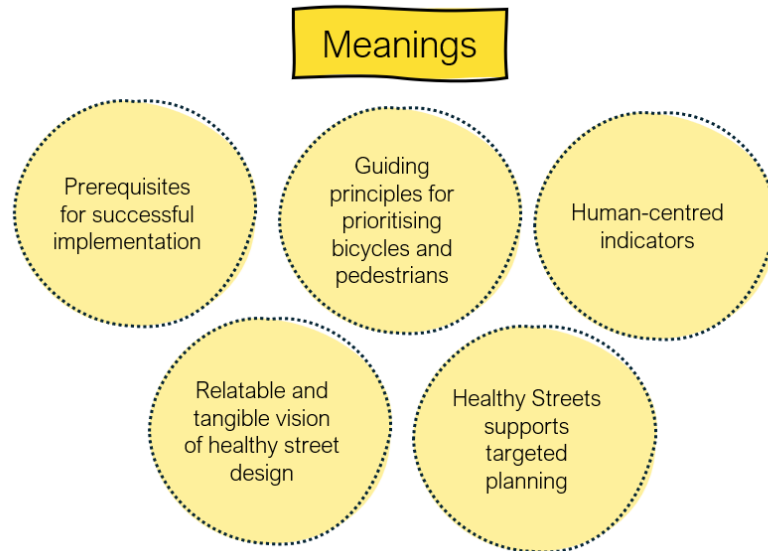 Meanings
Prerequisites
for successful
implementation
Guiding
principles for
prioritising
bicycles and
pedestrians
Human-centred
indicators
Relatable and
tangible vision
of healthy street
design
Healthy Streets
supports
targeted
planning